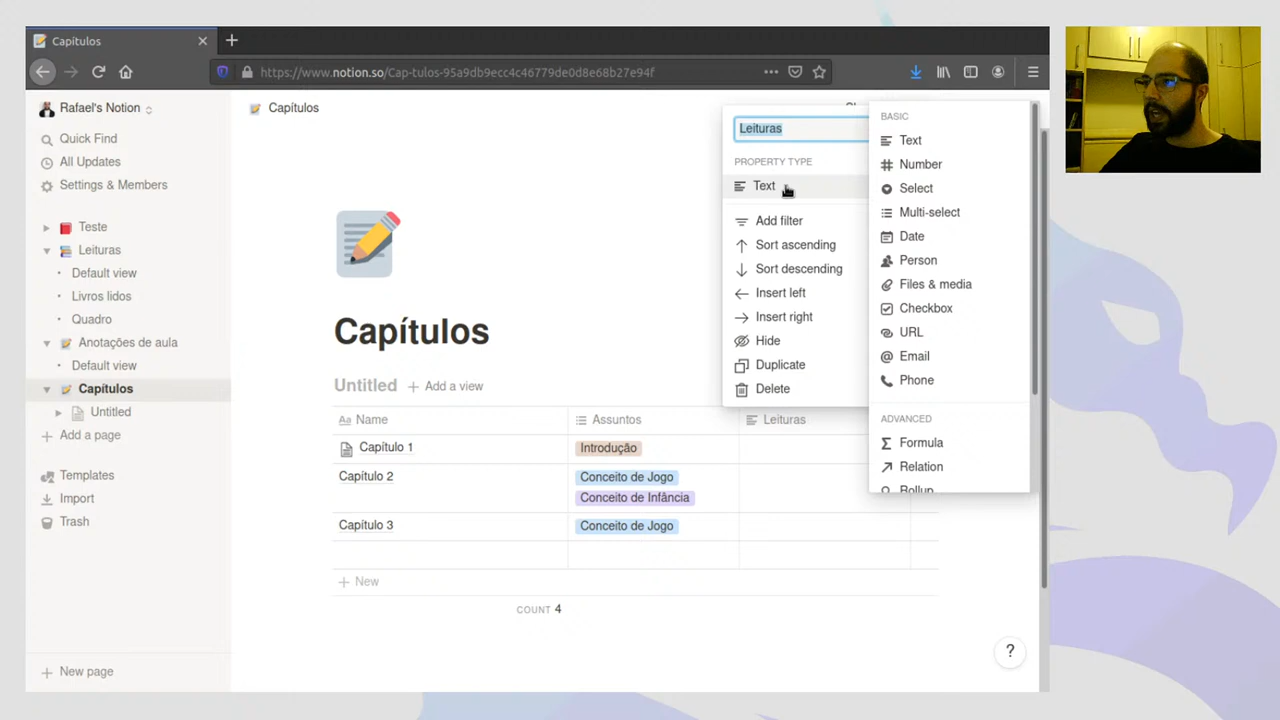 Capítulos
https://www.notion.so/Cap-tulos-95a9db9ecc4c46779de0d8e68b27e94f
Rafael's Notion
Quick Find
All Updates
Settings & Members
Teste
Leituras
Default view
Livros lidos
Quadro
Anotações de aula
Default view
Capítulos
Untitled
Add a page
Templates
Import
Trash
New page
Capítulos
Capítulos
Untitled
Add a view
Aa Name
Assuntos
Leituras
Capítulo 1
Introdução
Capítulo 2
Conceito de Jogo
Conceito de Infância
Capítulo 3
Conceito de Jogo
New
COUNT 4
Leituras
PROPERTY TYPE
Text
Add filter
Sort ascending
Sort descending
Insert left
Insert right
Hide
Duplicate
Delete
BASIC
Text
Number
Select
Multi-select
Date
Person
Files & media
Checkbox
URL
Email
Phone
ADVANCED
Formula
Relation
Rollup
?